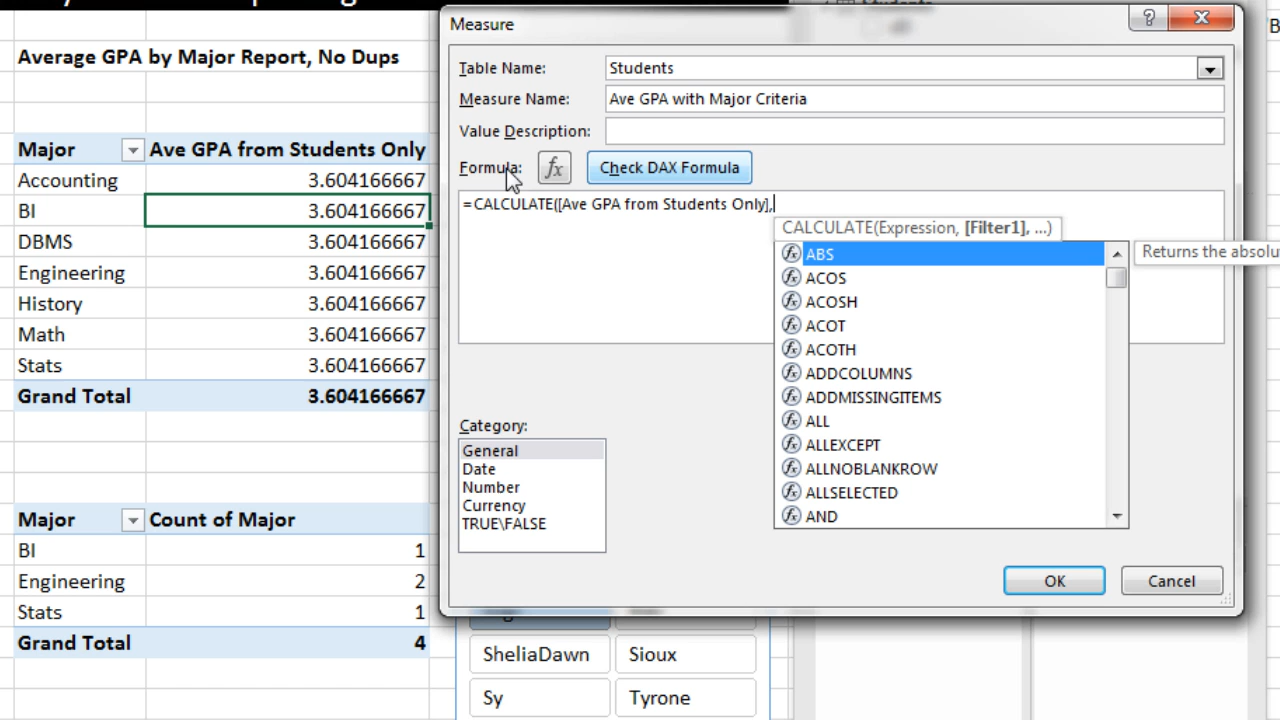 Average GPA by Major Report, No Dups
Major Ave GPA from Students Only
Accounting 3.604166667
BI 3.604166667
DBMS 3.604166667
Engineering 3.604166667
History 3.604166667
Math 3.604166667
Stats 3.604166667
Grand Total 3.604166667
Major Count of Major
BI 1
Engineering 2
Stats 1
Grand Total 4
Measure
Table Name: Students
Measure Name: Ave GPA with Major Criteria
Value Description:
Formula: fx Check DAX Formula
=CALCULATE([Ave GPA from Students Only],
CALCULATE(Expression, [Filter1], ...)
ABS
Returns the absolu
ACOS
ACOSH
ACOT
ACOTH
ADDCOLUMNS
ADDMISSINGITEMS
ALL
ALLEXCEPT
ALLNOBLANKROW
ALLSELECTED
AND
Category:
General
Date
Number
Currency
TRUE\FALSE
OK Cancel
SheliaDawn Sioux
Sy Tyrone